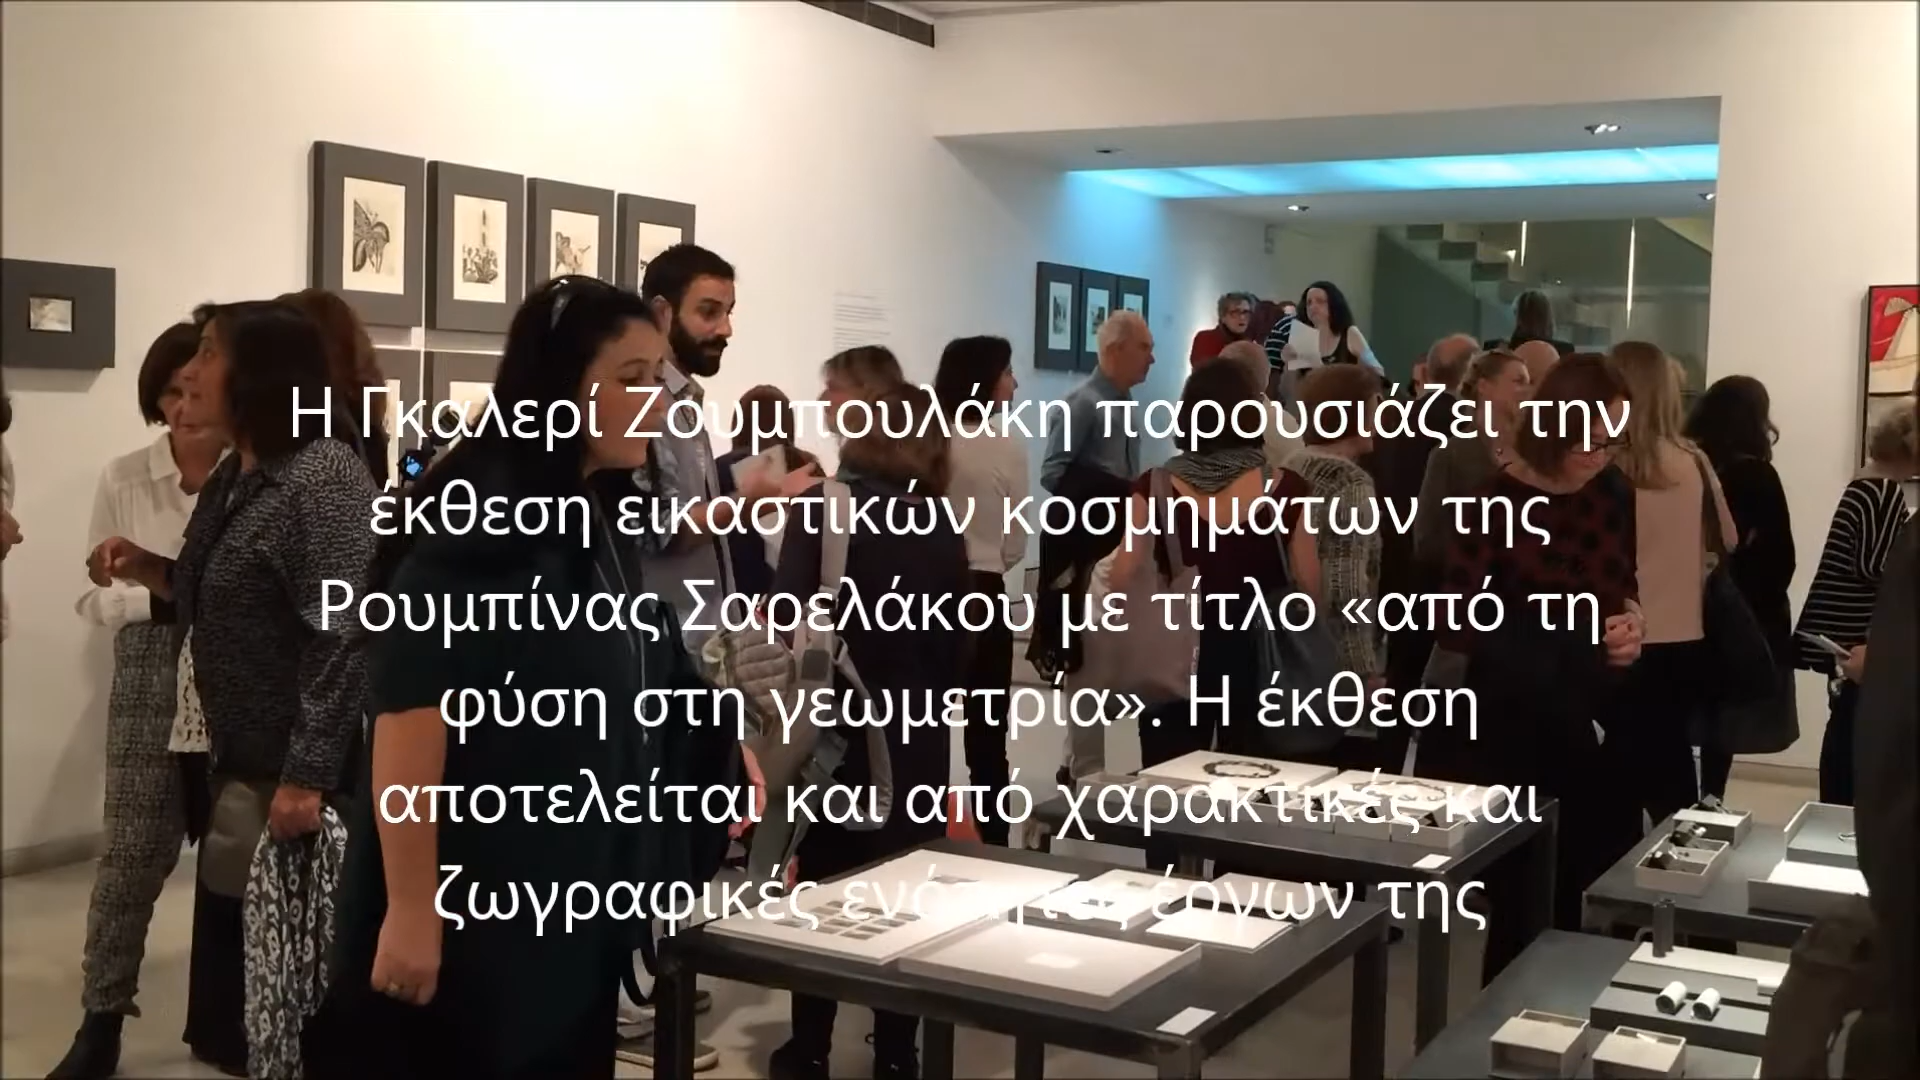 Η Γκαλερί Ζουμπουλάκη παρουσιάζει την
έκθεση εικαστικών κοσμημάτων της
Ρουμπίνας Σαρελάκου με τίτλο «από τη
φύση στη γεωμετρία». Η έκθεση
αποτελείται και από χαρακτικές και
ζωγραφικές ενότητες έργων της